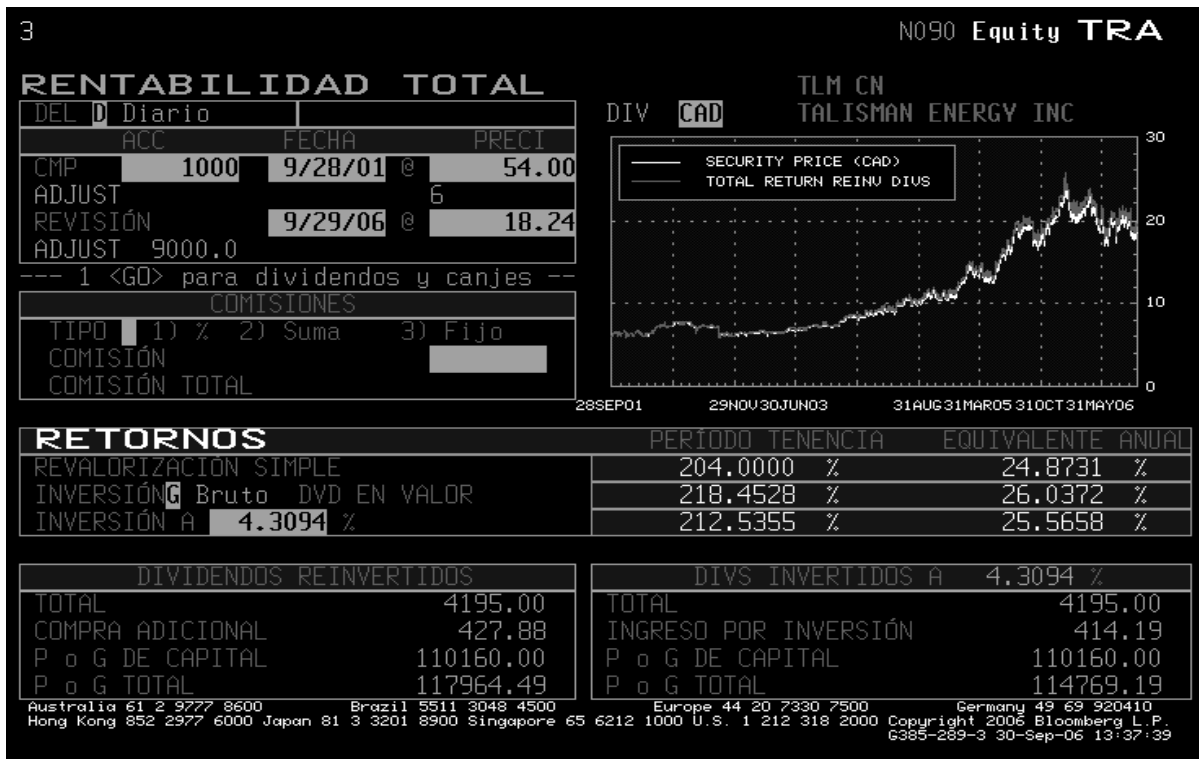 3 N090 Equity TRA
RENTABILIDAD TOTAL TLM CN
DEL D Diario DIV CAD TALISMAN ENERGY INC
ACC FECHA PRECI
CMP 1000 9/28/01 @ 54.00
ADJUST 6
REVISIÓN 9/29/06 @ 18.24
ADJUST 9000.0
--- 1 <GO> para dividendos y canjes --
COMISIONES
TIPO 1) % 2) Suma 3) Fijo
COMISIÓN
COMISIÓN TOTAL
SECURITY PRICE (CAD)
TOTAL RETURN REINV DIVS
30
20
10
0
28SEP01 29NOV30JUN03 31AUG31MAR05 31OCT31MAY06
RETORNOS PERÍODO TENENCIA EQUIVALENTE ANUAL
REVALORIZACIÓN SIMPLE 204.0000 % 24.8731 %
INVERSIÓN G Bruto DVD EN VALOR 218.4528 % 26.0372 %
INVERSIÓN A 4.3094 % 212.5355 % 25.5658 %
DIVIDENDOS REINVERTIDOS DIVS INVERTIDOS A 4.3094 %
TOTAL 4195.00 TOTAL 4195.00
COMPRA ADICIONAL 427.88 INGRESO POR INVERSIÓN 414.19
P o G DE CAPITAL 110160.00 P o G DE CAPITAL 110160.00
P o G TOTAL 117964.49 P o G TOTAL 114769.19
Australia 61 2 9777 8600 Brazil 5511 3048 4500 Europe 44 20 7330 7500 Germany 49 69 920410
Hong Kong 852 2977 6000 Japan 81 3 3201 8900 Singapore 65 6212 1000 U.S. 1 212 318 2000 Copyright 2006 Bloomberg L.P.
G385-289-3 30-Sep-06 13:37:39